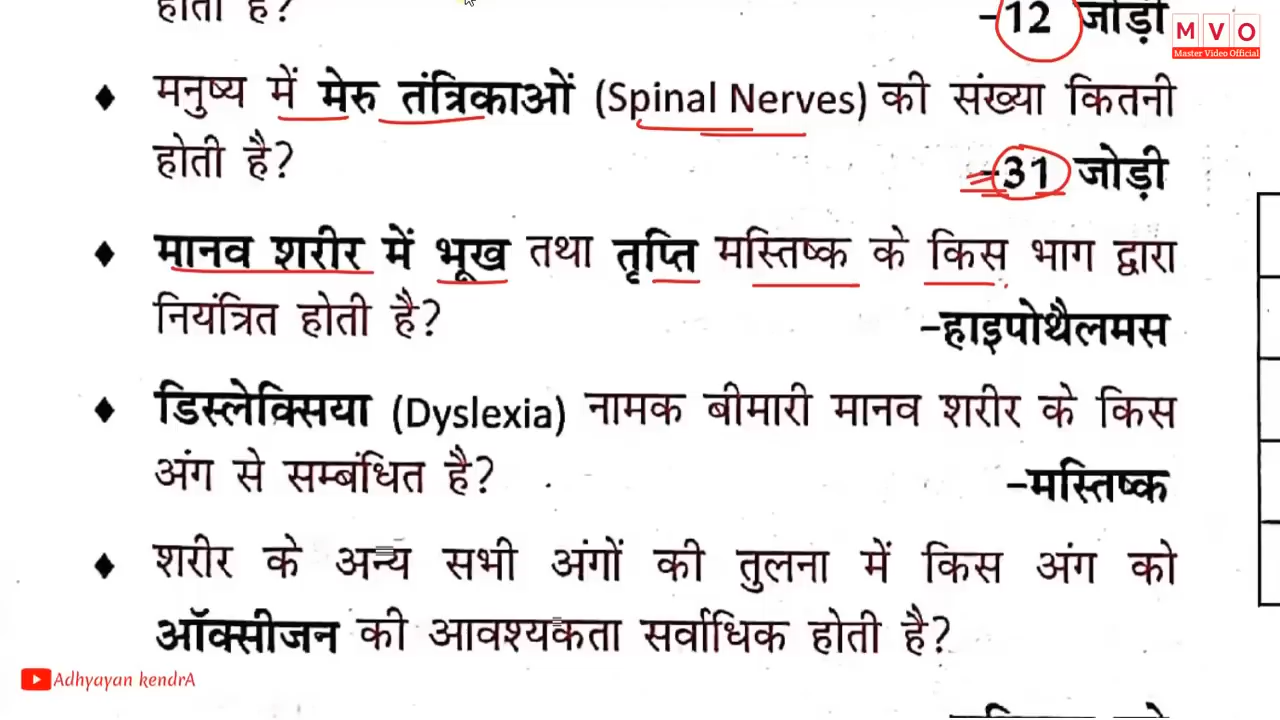 होती है?
-12 जोड़ी
M V O
Master Video Official
♦ मनुष्य में मेरु तंत्रिकाओं (Spinal Nerves) की संख्या कितनी
होती है?
-31 जोड़ी
♦ मानव शरीर में भूख तथा तृप्ति मस्तिष्क के किस भाग द्वारा
नियंत्रित होती है?
-हाइपोथैलमस
♦ डिस्लेक्सिया (Dyslexia) नामक बीमारी मानव शरीर के किस
अंग से सम्बंधित है?
-मस्तिष्क
♦ शरीर के अन्य सभी अंगों की तुलना में किस अंग को
ऑक्सीजन की आवश्यकता सर्वाधिक होती है?
Adhyayan kendrA